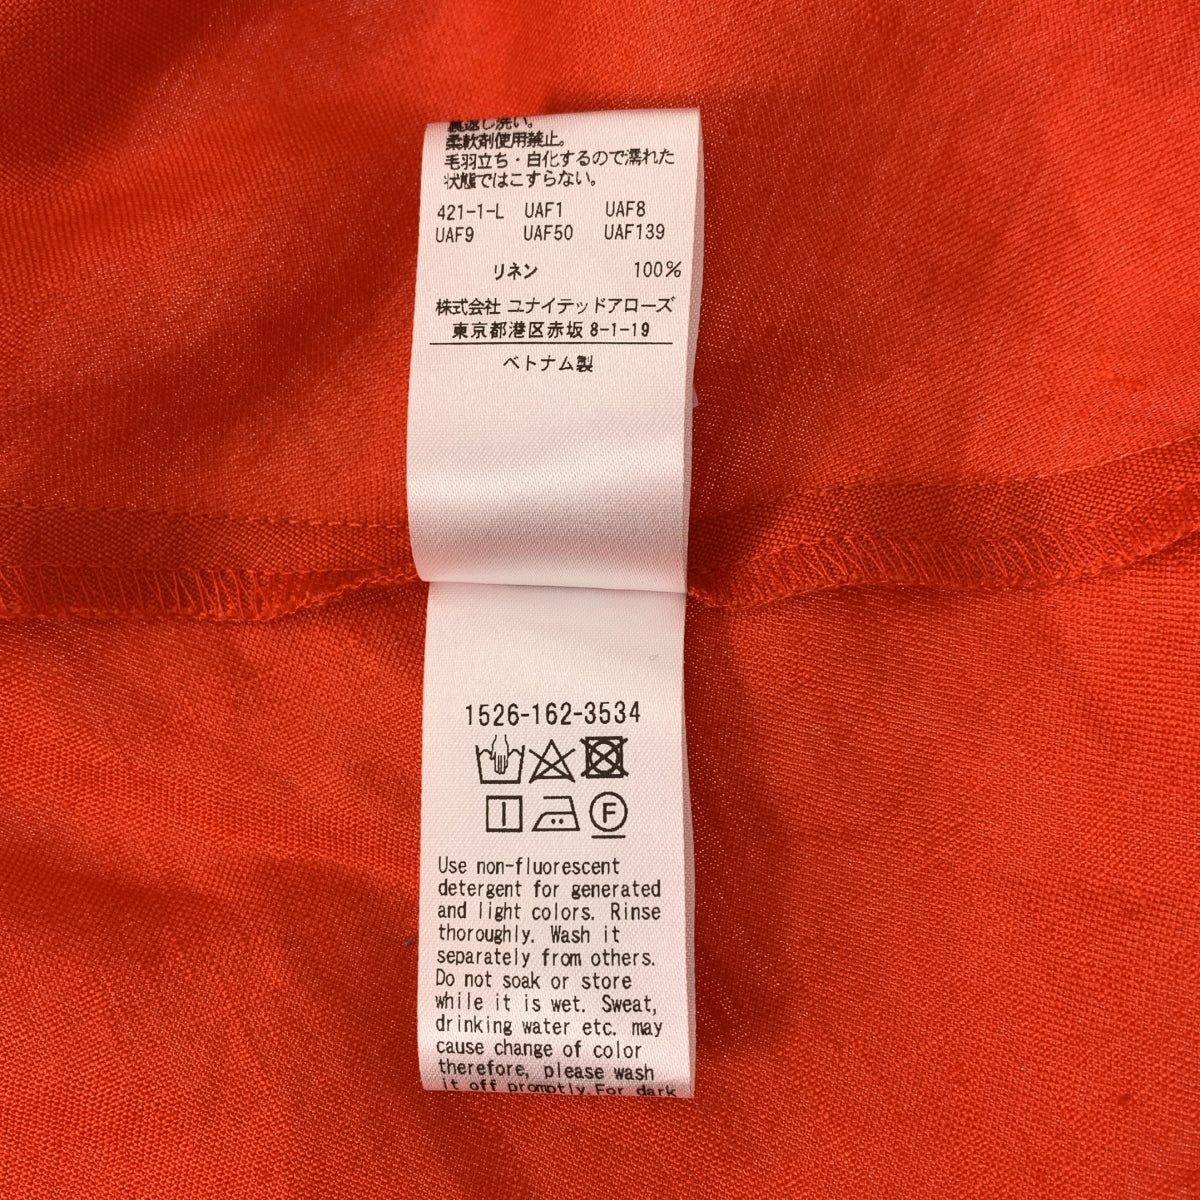 裏返し洗い。
柔軟剤使用禁止。
毛羽立ち・白化するので濡れた
状態ではこすらない。
421-1-L UAF1 UAF8
UAF9 UAF50 UAF139
リネン 100%
株式会社 ユナイテッドアローズ
東京都港区赤坂 8-1-19
ベトナム製
1526-162-3534
F
Use non-fluorescent
detergent for generated
and light colors. Rinse
thoroughly. Wash it
separately from others.
Do not soak or store
while it is wet. Sweat,
drinking water etc. may
cause change of color
therefore, please wash
it off promptly.For dark